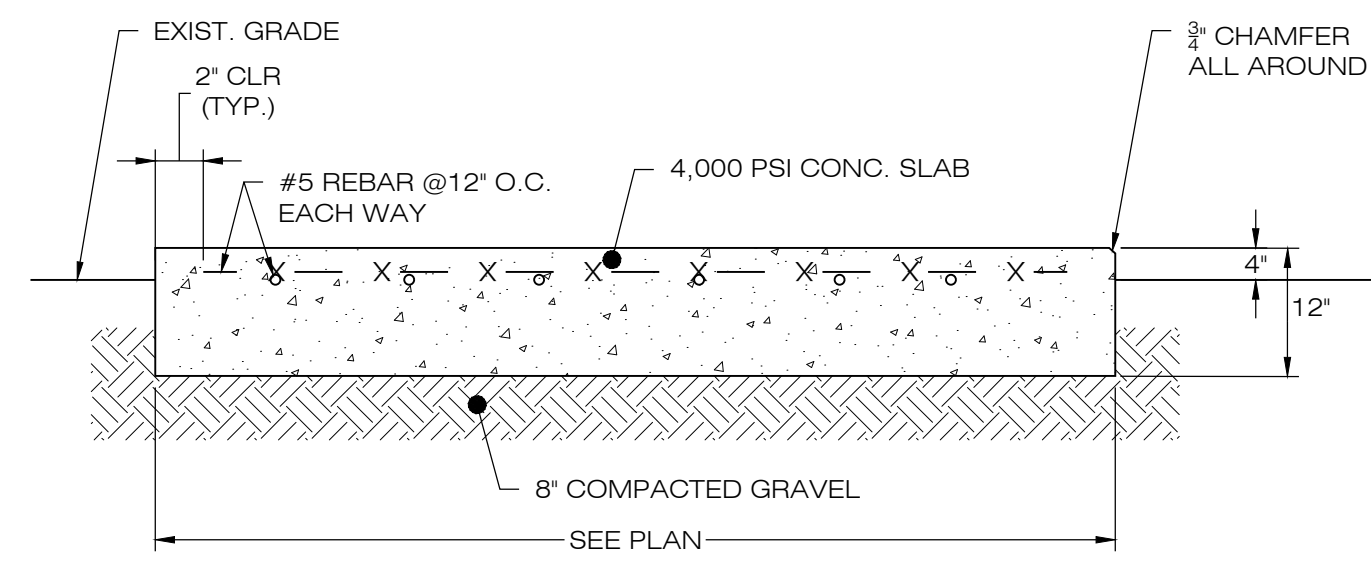 EXIST. GRADE
2" CLR
(TYP.)
#5 REBAR @12" O.C.
EACH WAY
4,000 PSI CONC. SLAB
¾" CHAMFER
ALL AROUND
4"
12"
X X X X X X X X
8" COMPACTED GRAVEL
SEE PLAN